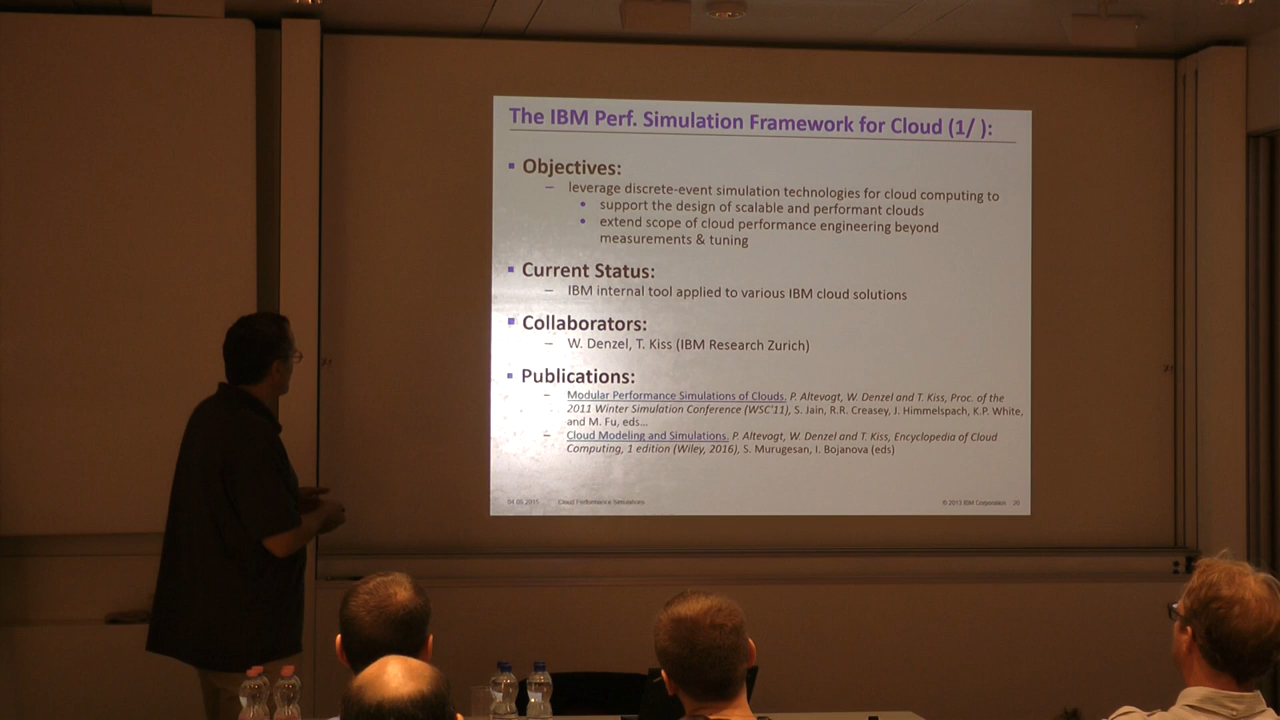 The IBM Perf. Simulation Framework for Cloud (1/ ):
▪ Objectives:
– leverage discrete-event simulation technologies for cloud computing to
• support the design of scalable and performant clouds
• extend scope of cloud performance engineering beyond
measurements & tuning
▪ Current Status:
– IBM internal tool applied to various IBM cloud solutions
▪ Collaborators:
– W. Denzel, T. Kiss (IBM Research Zurich)
▪ Publications:
– Modular Performance Simulations of Clouds. P. Altevogt, W. Denzel and T. Kiss, Proc. of the
2011 Winter Simulation Conference (WSC'11), S. Jain, R.R. Creasey, J. Himmelspach, K.P. White,
and M. Fu, eds...
– Cloud Modeling and Simulations. P. Altevogt, W. Denzel and T. Kiss, Encyclopedia of Cloud
Computing, 1 edition (Wiley, 2016), S. Murugesan, I. Bojanova (eds)
04.09.2015 Cloud Performance Simulations © 2013 IBM Corporation 20